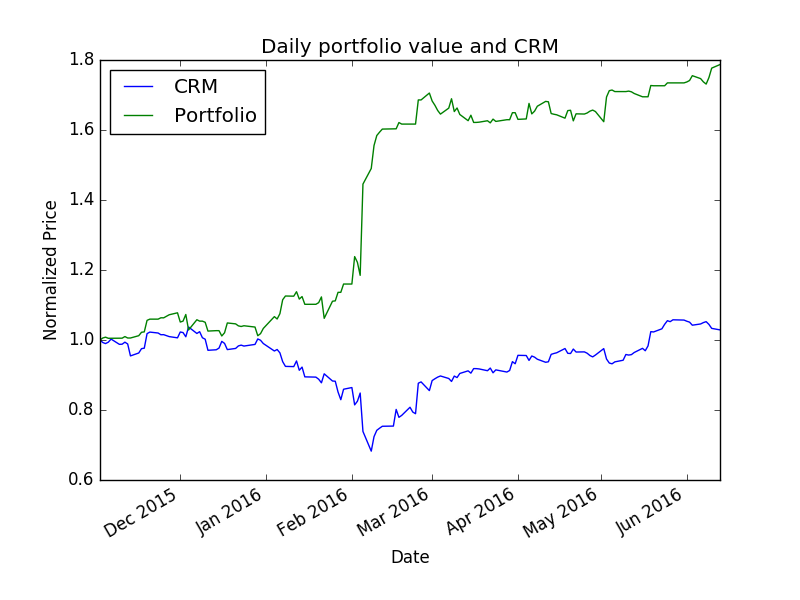 Daily portfolio value and CRM
CRM
Portfolio
Normalized Price
1.8
1.6
1.4
1.2
1.0
0.8
0.6
Dec 2015
Jan 2016
Feb 2016
Mar 2016
Apr 2016
May 2016
Jun 2016
Date